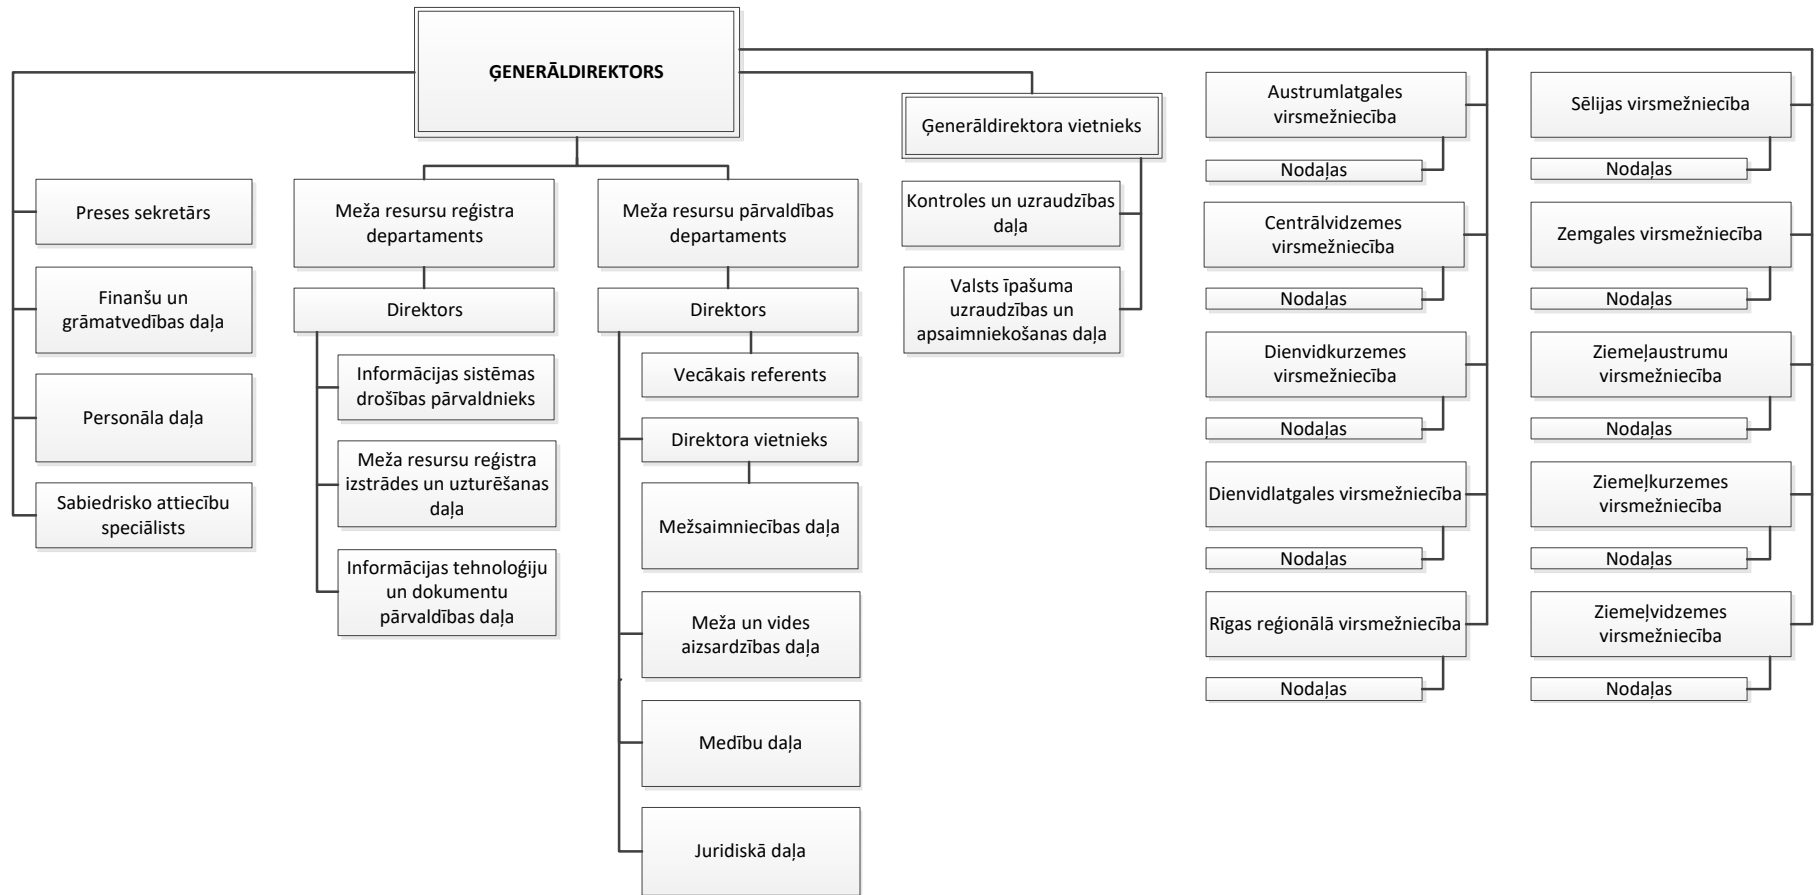 ĢENERĀLDIREKTORS
Preses sekretārs
Finanšu un
grāmatvedības daļa
Personāla daļa
Sabiedrisko attiecību
speciālists
Meža resursu reģistra
departaments
Direktors
Informācijas sistēmas
drošības pārvaldnieks
Meža resursu reģistra
izstrādes un uzturēšanas
daļa
Informācijas tehnoloģiju
un dokumentu
pārvaldības daļa
Meža resursu pārvaldības
departaments
Direktors
Vecākais referents
Direktora vietnieks
Mežsaimniecības daļa
Meža un vides
aizsardzības daļa
Medību daļa
Juridiskā daļa
Ģenerāldirektora vietnieks
Kontroles un uzraudzības
daļa
Valsts īpašuma
uzraudzības un
apsaimniekošanas daļa
Austrumlatgales
virsmežniecība
Nodaļas
Centrālvidzemes
virsmežniecība
Nodaļas
Dienvidkurzemes
virsmežniecība
Nodaļas
Dienvidlatgales virsmežniecība
Nodaļas
Rīgas reģionālā virsmežniecība
Nodaļas
Sēlijas virsmežniecība
Nodaļas
Zemgales virsmežniecība
Nodaļas
Ziemeļaustrumu
virsmežniecība
Nodaļas
Ziemeļkurzemes
virsmežniecība
Nodaļas
Ziemeļvidzemes
virsmežniecība
Nodaļas